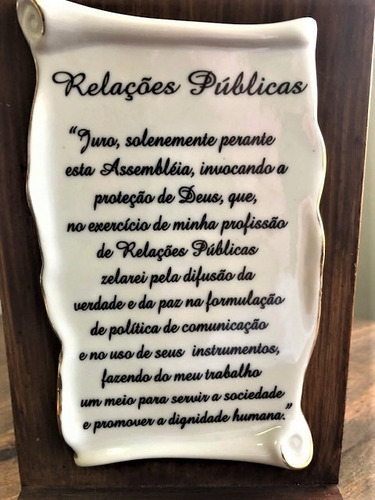 Relações Públicas
“Juro, solenemente perante
esta Assembléia, invocando a
proteção de Deus, que,
no exercício de minha profissão
de Relações Públicas
zelarei pela difusão da
verdade e da paz na formulação
de política de comunicação
e no uso de seus instrumentos,
fazendo do meu trabalho
um meio para servir a sociedade
e promover a dignidade humana.”